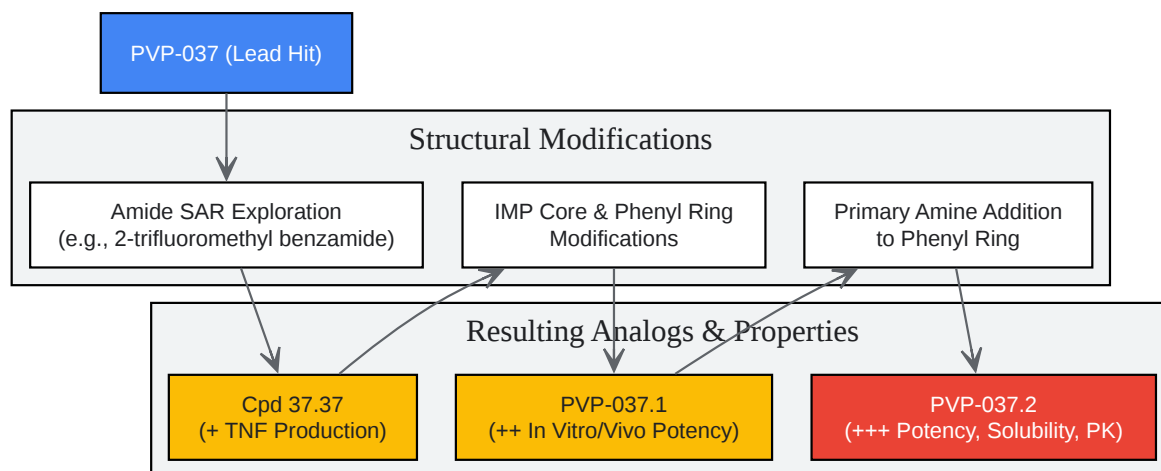 PVP-037 (Lead Hit)
Structural Modifications
Amide SAR Exploration
(e.g., 2-trifluoromethyl benzamide)
IMP Core & Phenyl Ring
Modifications
Primary Amine Addition
to Phenyl Ring
Resulting Analogs & Properties
Cpd 37.37
(+ TNF Production)
PVP-037.1
(++ In Vitro/Vivo Potency)
PVP-037.2
(+++ Potency, Solubility, PK)